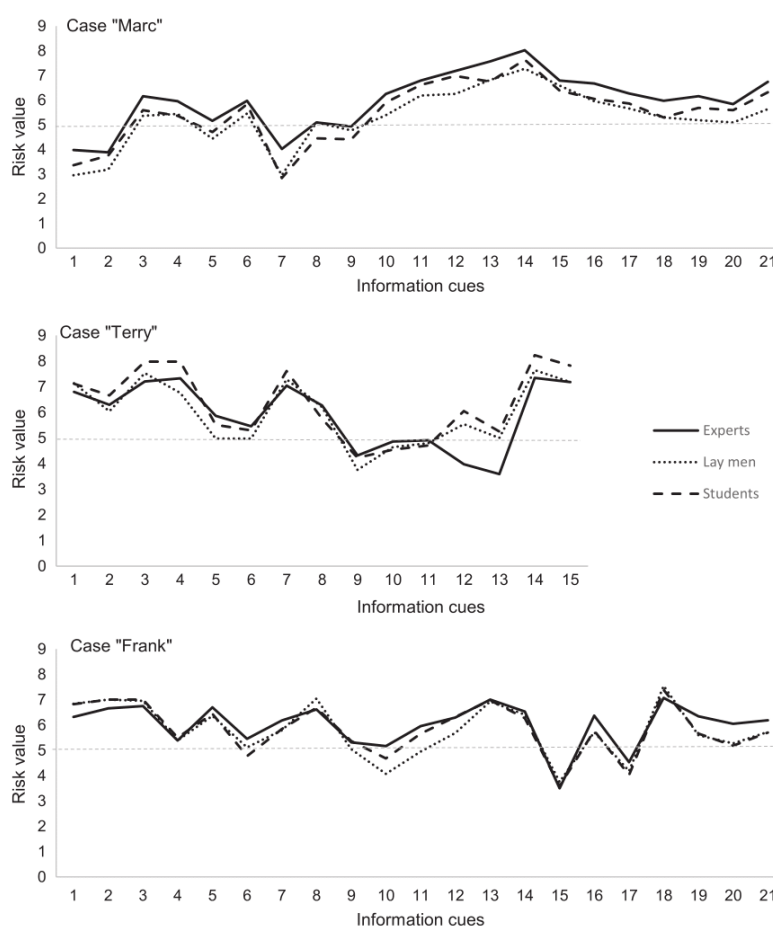 Case "Marc"
Risk value
9
8
7
6
5
4
3
2
1
0
1 2 3 4 5 6 7 8 9 10 11 12 13 14 15 16 17 18 19 20 21
Information cues
Case "Terry"
Risk value
9
8
7
6
5
4
3
2
1
0
1 2 3 4 5 6 7 8 9 10 11 12 13 14 15
Information cues
Experts
Lay men
Students
Case "Frank"
Risk value
9
8
7
6
5
4
3
2
1
0
1 2 3 4 5 6 7 8 9 10 11 12 13 14 15 16 17 18 19 20 21
Information cues